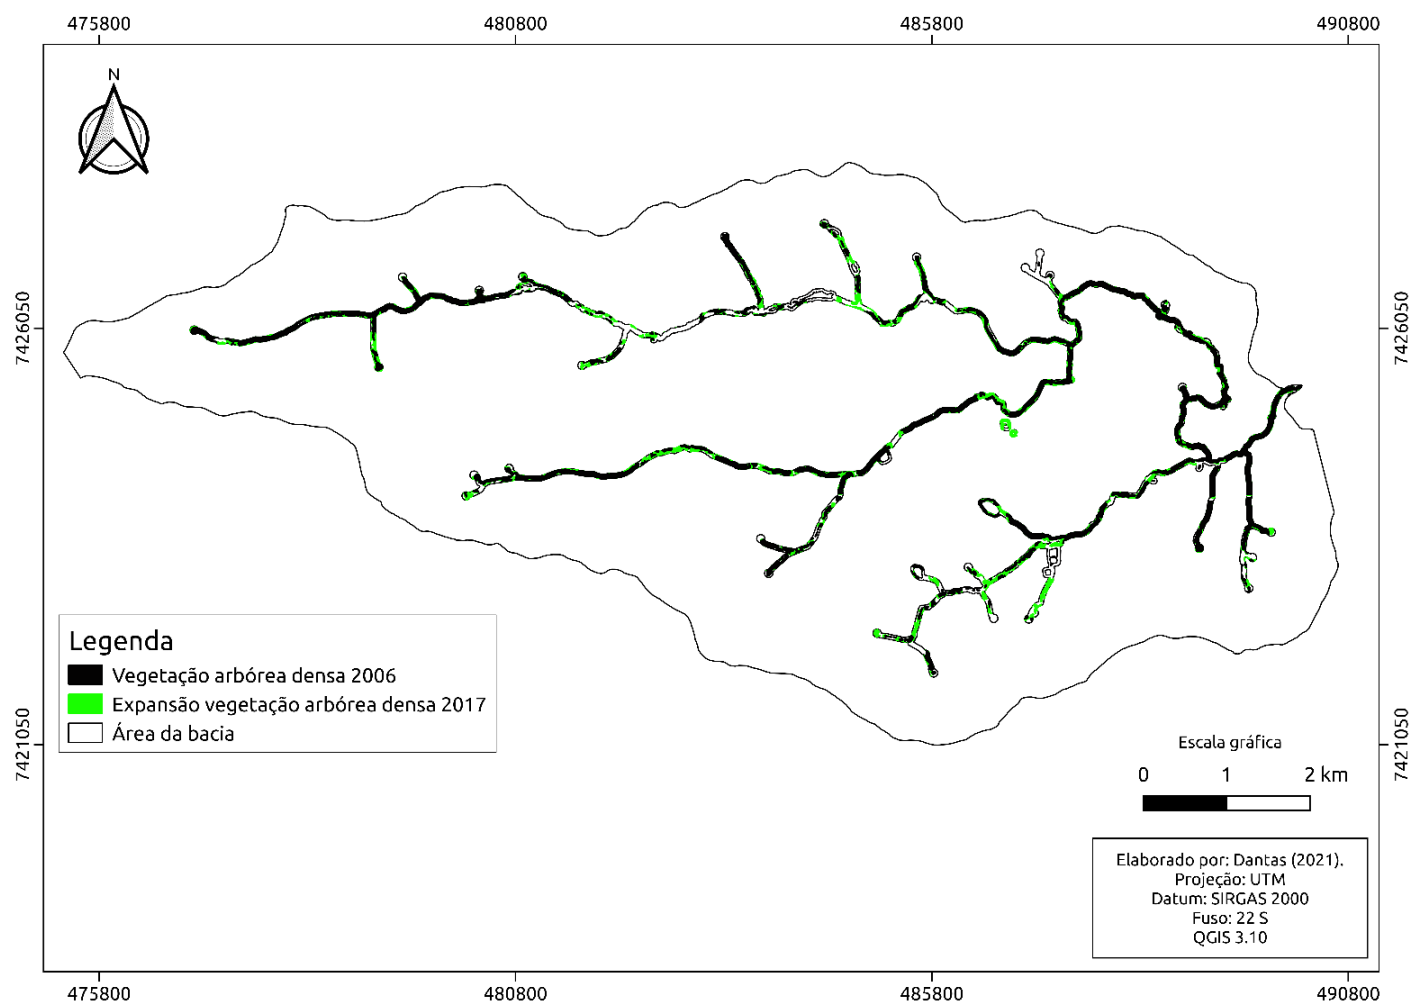 475800 480800 485800 490800
N
7426050 7426050
7421050 7421050
Legenda
Vegetação arbórea densa 2006
Expansão vegetação arbórea densa 2017
Área da bacia
Escala gráfica
0 1 2 km
Elaborado por: Dantas (2021).
Projeção: UTM
Datum: SIRGAS 2000
Fuso: 22 S
QGIS 3.10
475800 480800 485800 490800